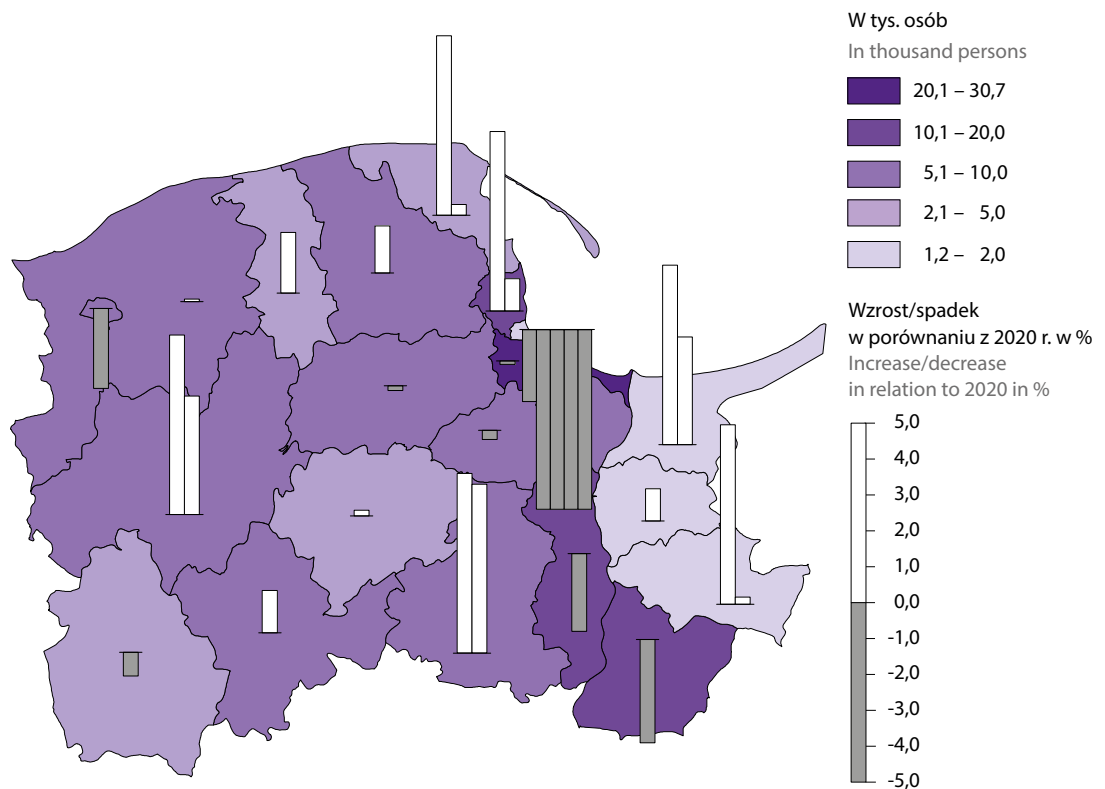 W tys. osób
In thousand persons
20,1 – 30,7
10,1 – 20,0
5,1 – 10,0
2,1 – 5,0
1,2 – 2,0
Wzrost/spadek
w porównaniu z 2020 r. w %
Increase/decrease
in relation to 2020 in %
5,0
4,0
3,0
2,0
1,0
0,0
-1,0
-2,0
-3,0
-4,0
-5,0